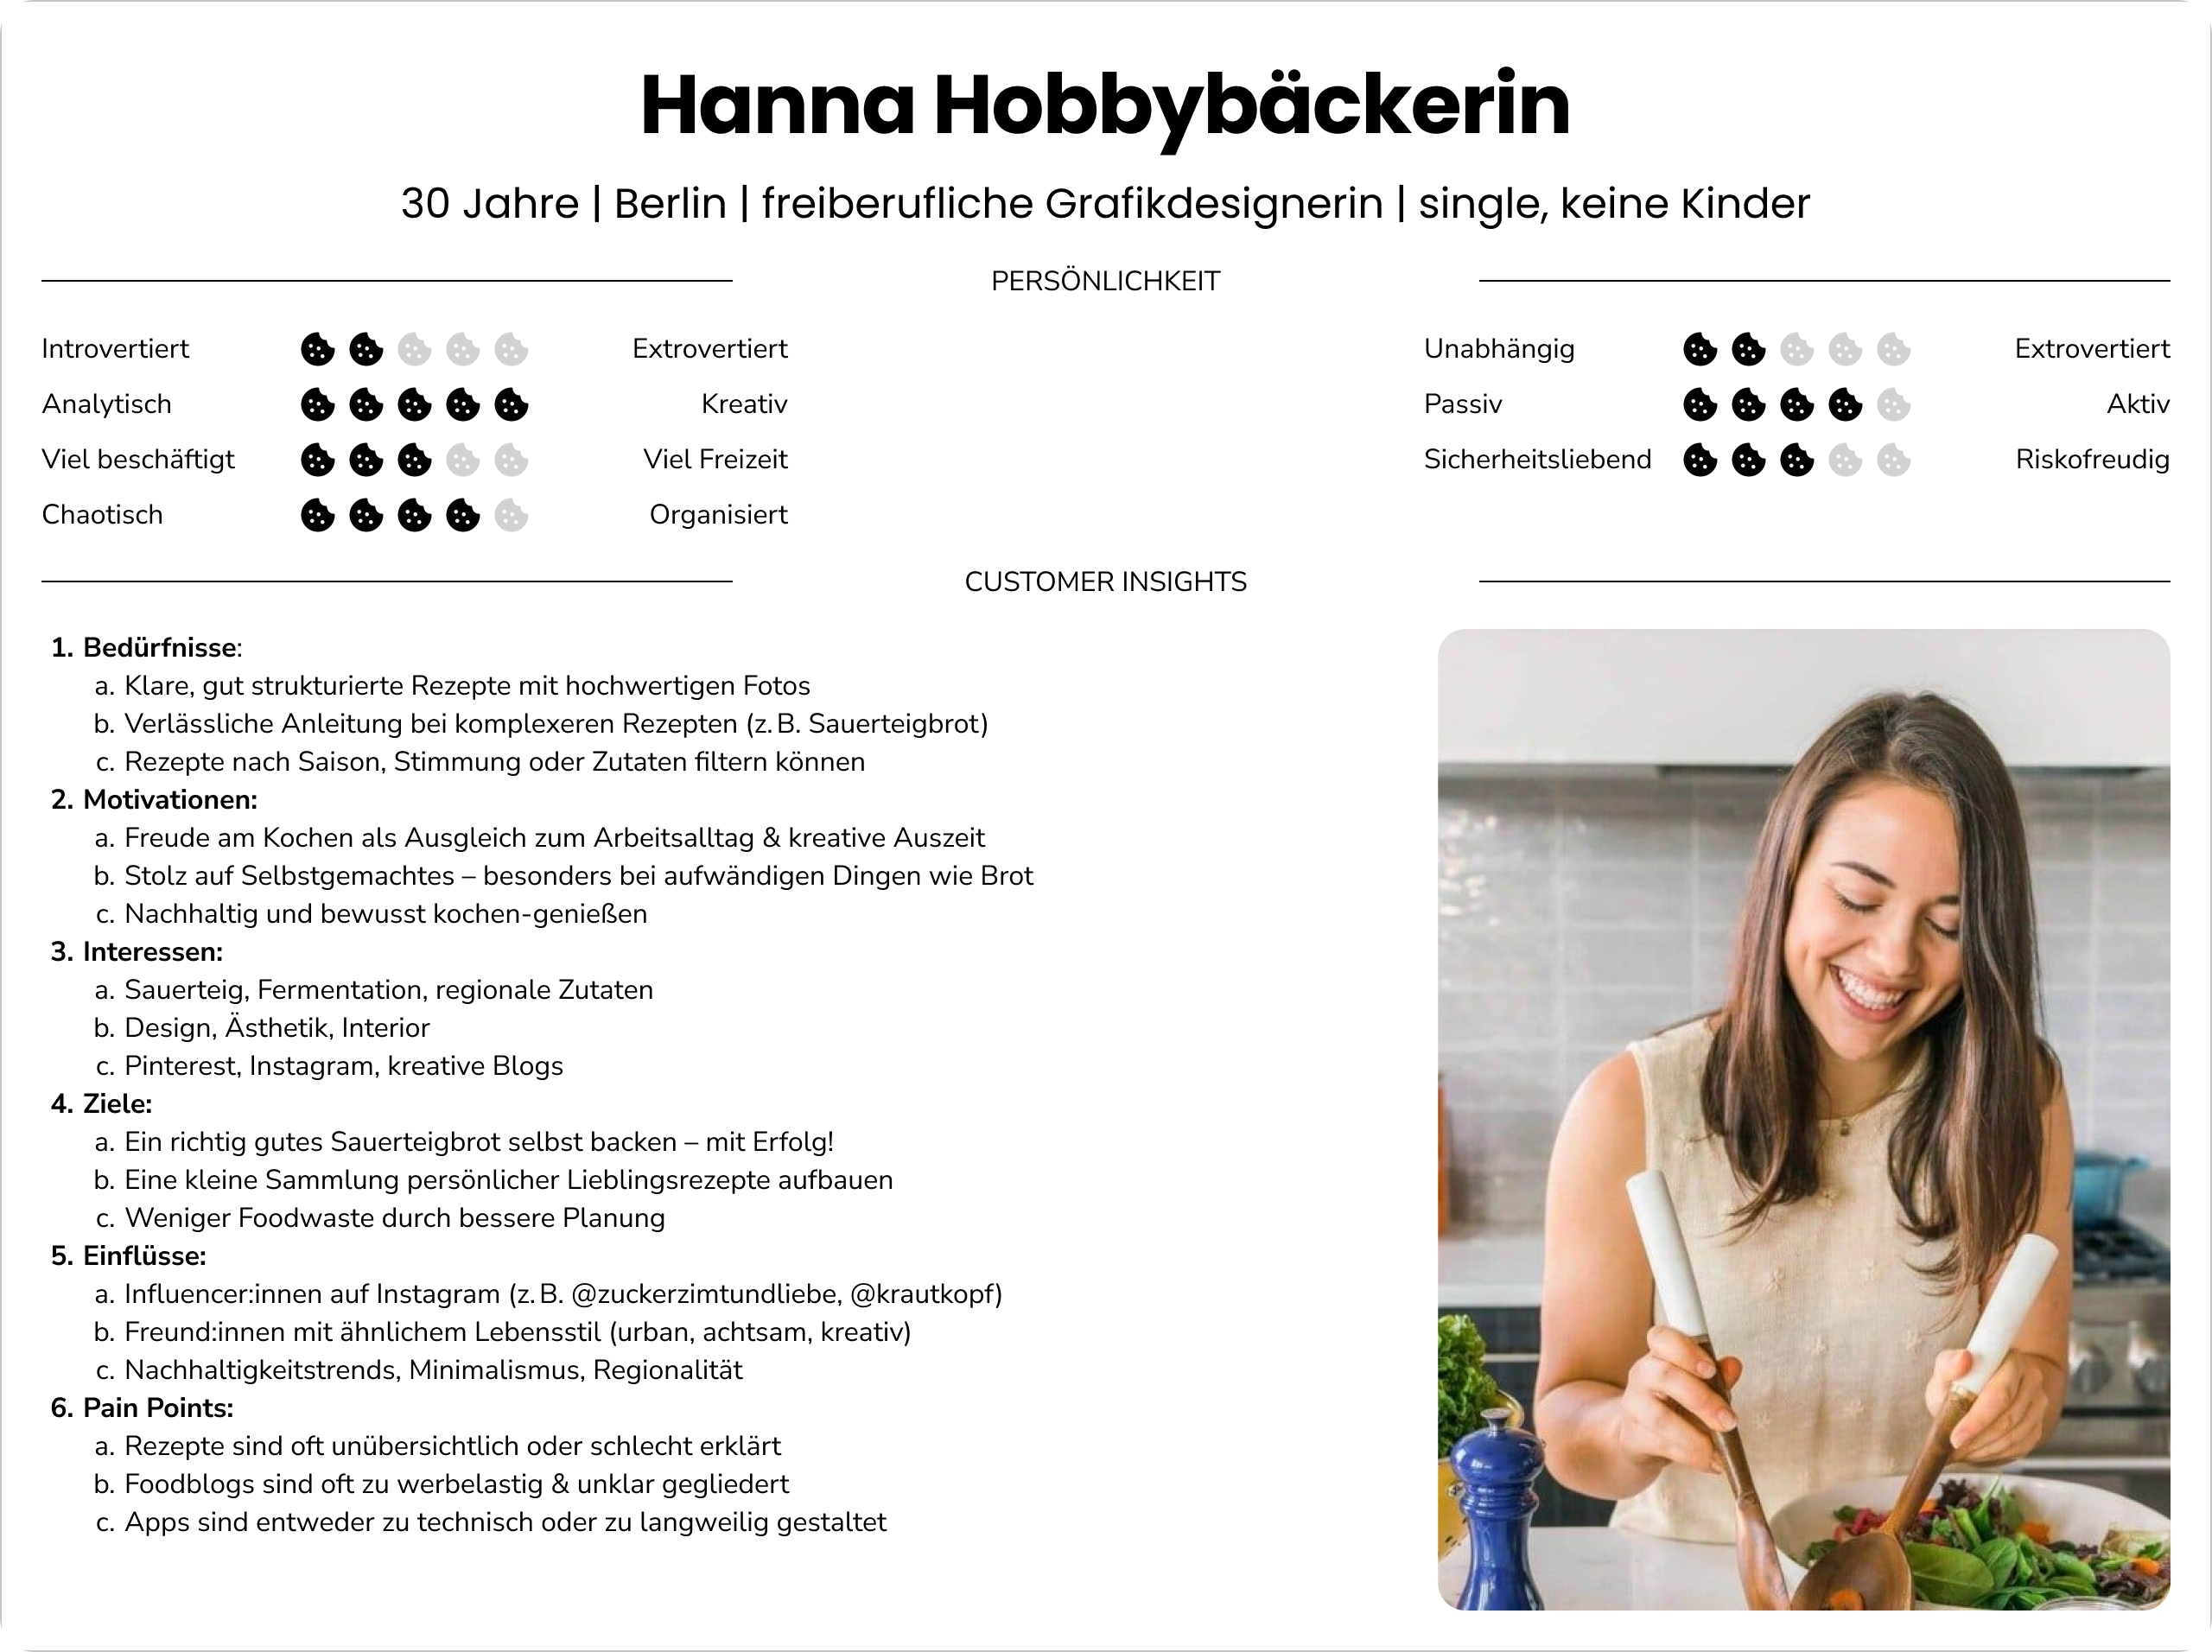 Hanna Hobbybäckerin
30 Jahre | Berlin | freiberufliche Grafikdesignerin | single, keine Kinder
PERSÖNLICHKEIT
Introvertiert Extrovertiert
Analytisch Kreativ
Viel beschäftigt Viel Freizeit
Chaotisch Organisiert
Unabhängig Extrovertiert
Passiv Aktiv
Sicherheitsliebend Riskofreudig
CUSTOMER INSIGHTS
1. Bedürfnisse:
a. Klare, gut strukturierte Rezepte mit hochwertigen Fotos
b. Verlässliche Anleitung bei komplexeren Rezepten (z. B. Sauerteigbrot)
c. Rezepte nach Saison, Stimmung oder Zutaten filtern können
2. Motivationen:
a. Freude am Kochen als Ausgleich zum Arbeitsalltag & kreative Auszeit
b. Stolz auf Selbstgemachtes – besonders bei aufwändigen Dingen wie Brot
c. Nachhaltig und bewusst kochen-genießen
3. Interessen:
a. Sauerteig, Fermentation, regionale Zutaten
b. Design, Ästhetik, Interior
c. Pinterest, Instagram, kreative Blogs
4. Ziele:
a. Ein richtig gutes Sauerteigbrot selbst backen – mit Erfolg!
b. Eine kleine Sammlung persönlicher Lieblingsrezepte aufbauen
c. Weniger Foodwaste durch bessere Planung
5. Einflüsse:
a. Influencer:innen auf Instagram (z. B. @zuckerzimtundliebe, @krautkopf)
b. Freund:innen mit ähnlichem Lebensstil (urban, achtsam, kreativ)
c. Nachhaltigkeitstrends, Minimalismus, Regionalität
6. Pain Points:
a. Rezepte sind oft unübersichtlich oder schlecht erklärt
b. Foodblogs sind oft zu werbelastig & unklar gegliedert
c. Apps sind entweder zu technisch oder zu langweilig gestaltet